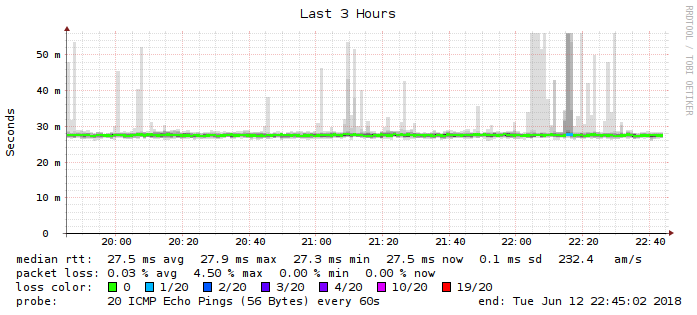 Last 3 Hours
RRDTOOL / TOBI OETIKER
Seconds
50 m
40 m
30 m
20 m
10 m
0
20:00 20:20 20:40 21:00 21:20 21:40 22:00 22:20 22:40
median rtt: 27.5 ms avg 27.9 ms max 27.3 ms min 27.5 ms now 0.1 ms sd 232.4 am/s
packet loss: 0.03 % avg 4.50 % max 0.00 % min 0.00 % now
loss color: 0 1/20 2/20 3/20 4/20 10/20 19/20
probe: 20 ICMP Echo Pings (56 Bytes) every 60s end: Tue Jun 12 22:45:02 2018